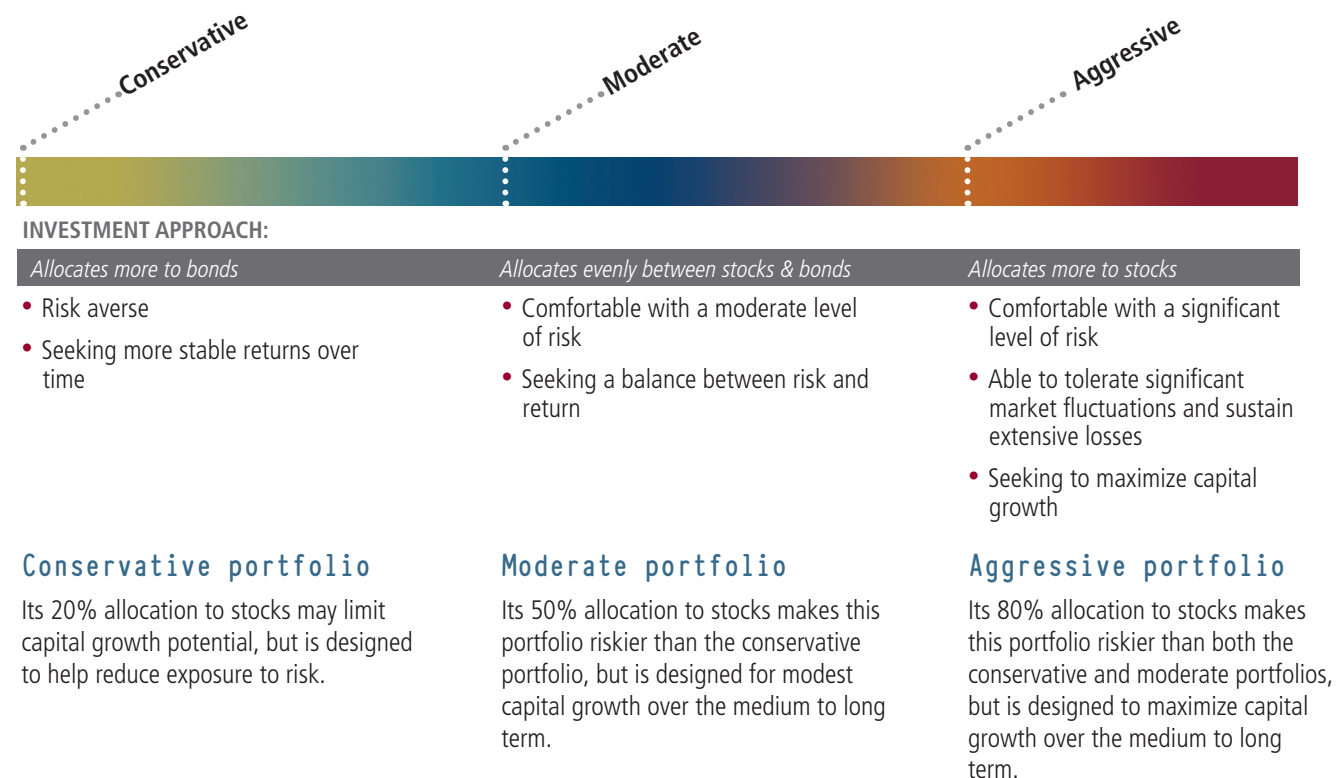 Conservative
Moderate
Aggressive
INVESTMENT APPROACH:
Allocates more to bonds
• Risk averse
• Seeking more stable returns over
time
Allocates evenly between stocks & bonds
• Comfortable with a moderate level
of risk
• Seeking a balance between risk and
return
Allocates more to stocks
• Comfortable with a significant
level of risk
• Able to tolerate significant
market fluctuations and sustain
extensive losses
• Seeking to maximize capital
growth
Conservative portfolio
Its 20% allocation to stocks may limit
capital growth potential, but is designed
to help reduce exposure to risk.
Moderate portfolio
Its 50% allocation to stocks makes this
portfolio riskier than the conservative
portfolio, but is designed for modest
capital growth over the medium to long
term.
Aggressive portfolio
Its 80% allocation to stocks makes
this portfolio riskier than both the
conservative and moderate portfolios,
but is designed to maximize capital
growth over the medium to long
term.